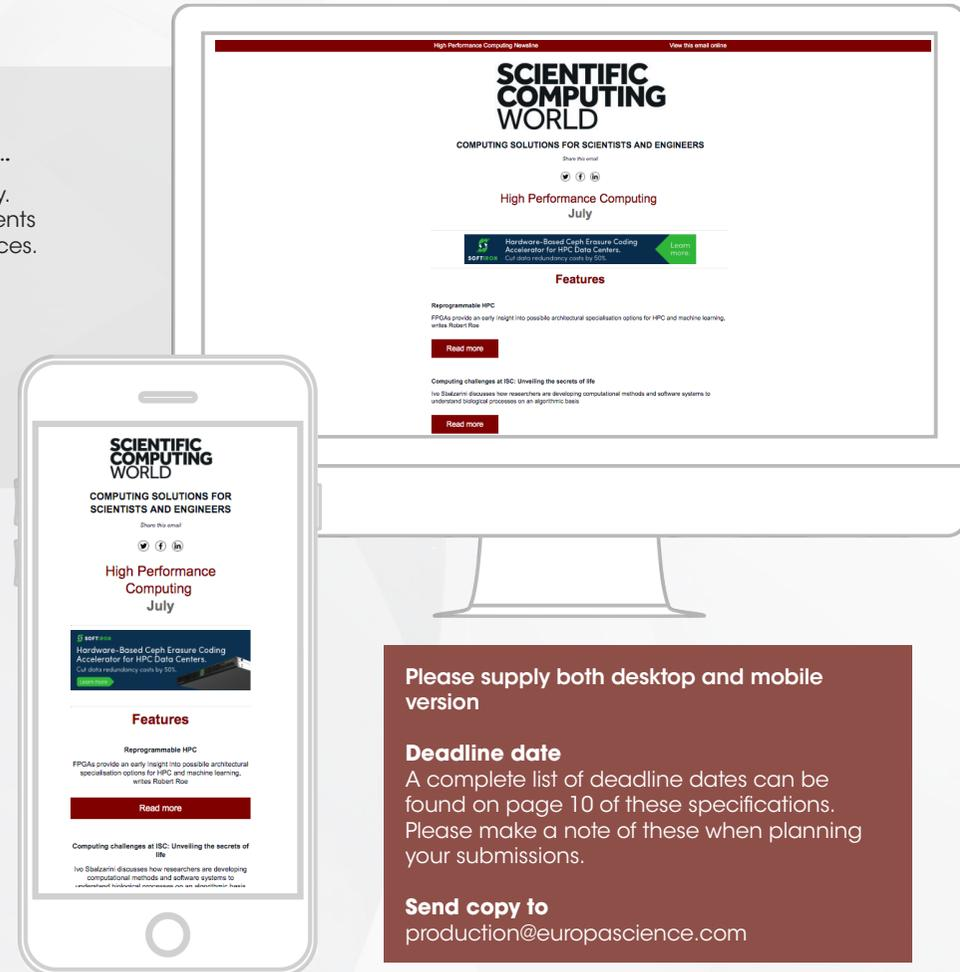 ..
y.
ents
ces.
High Performance Computing Newsline
View this email online
SCIENTIFIC
COMPUTING
WORLD
COMPUTING SOLUTIONS FOR SCIENTISTS AND ENGINEERS
Share this email
High Performance Computing
July
SOFTIRON
Hardware-Based Ceph Erasure Coding
Accelerator for HPC Data Centers.
Cut data redundancy costs by 50%.
Learn
more.
Features
Reprogrammable HPC
FPGAs provide an early insight into possibile architectural specialisation options for HPC and machine learning,
writes Robert Roe
Read more
Computing challenges at ISC: Unveiling the secrets of life
Ivo Sbalzarini discusses how researchers are developing computational methods and software systems to
understand biological processes on an algorithmic basis
Read more
SCIENTIFIC
COMPUTING
WORLD
COMPUTING SOLUTIONS FOR
SCIENTISTS AND ENGINEERS
Share this email
High Performance
Computing
July
SOFTIRON
Hardware-Based Ceph Erasure Coding
Accelerator for HPC Data Centers.
Cut data redundancy costs by 50%.
Learn more
Features
Reprogrammable HPC
FPGAs provide an early insight into possibile architectural
specialisation options for HPC and machine learning,
writes Robert Roe
Read more
Computing challenges at ISC: Unveiling the secrets of
life
Ivo Sbalzarini discusses how researchers are developing
computational methods and software systems to
understand biological processes on an algorithmic basis
Please supply both desktop and mobile
version
Deadline date
A complete list of deadline dates can be
found on page 10 of these specifications.
Please make a note of these when planning
your submissions.
Send copy to
production@europascience.com